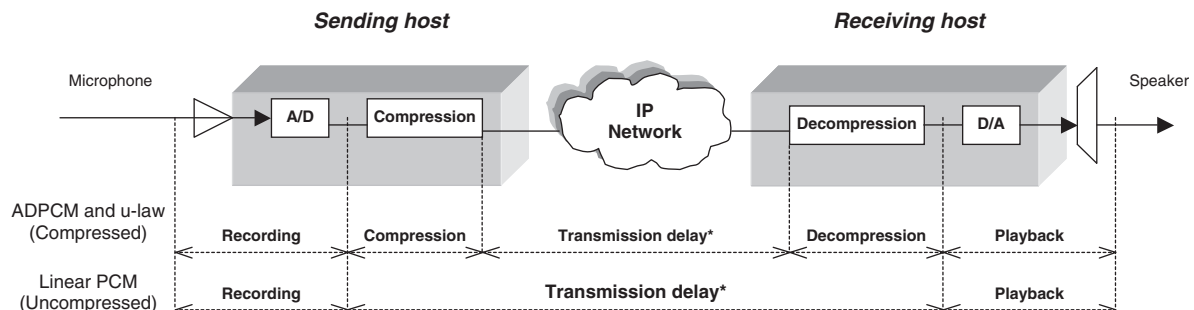 Sending host
Receiving host
Microphone
Speaker
A/D
Compression
IP
Network
Decompression
D/A
ADPCM and u-law
(Compressed)
Recording
Compression
Transmission delay*
Decompression
Playback
Linear PCM
(Uncompressed)
Recording
Transmission delay*
Playback